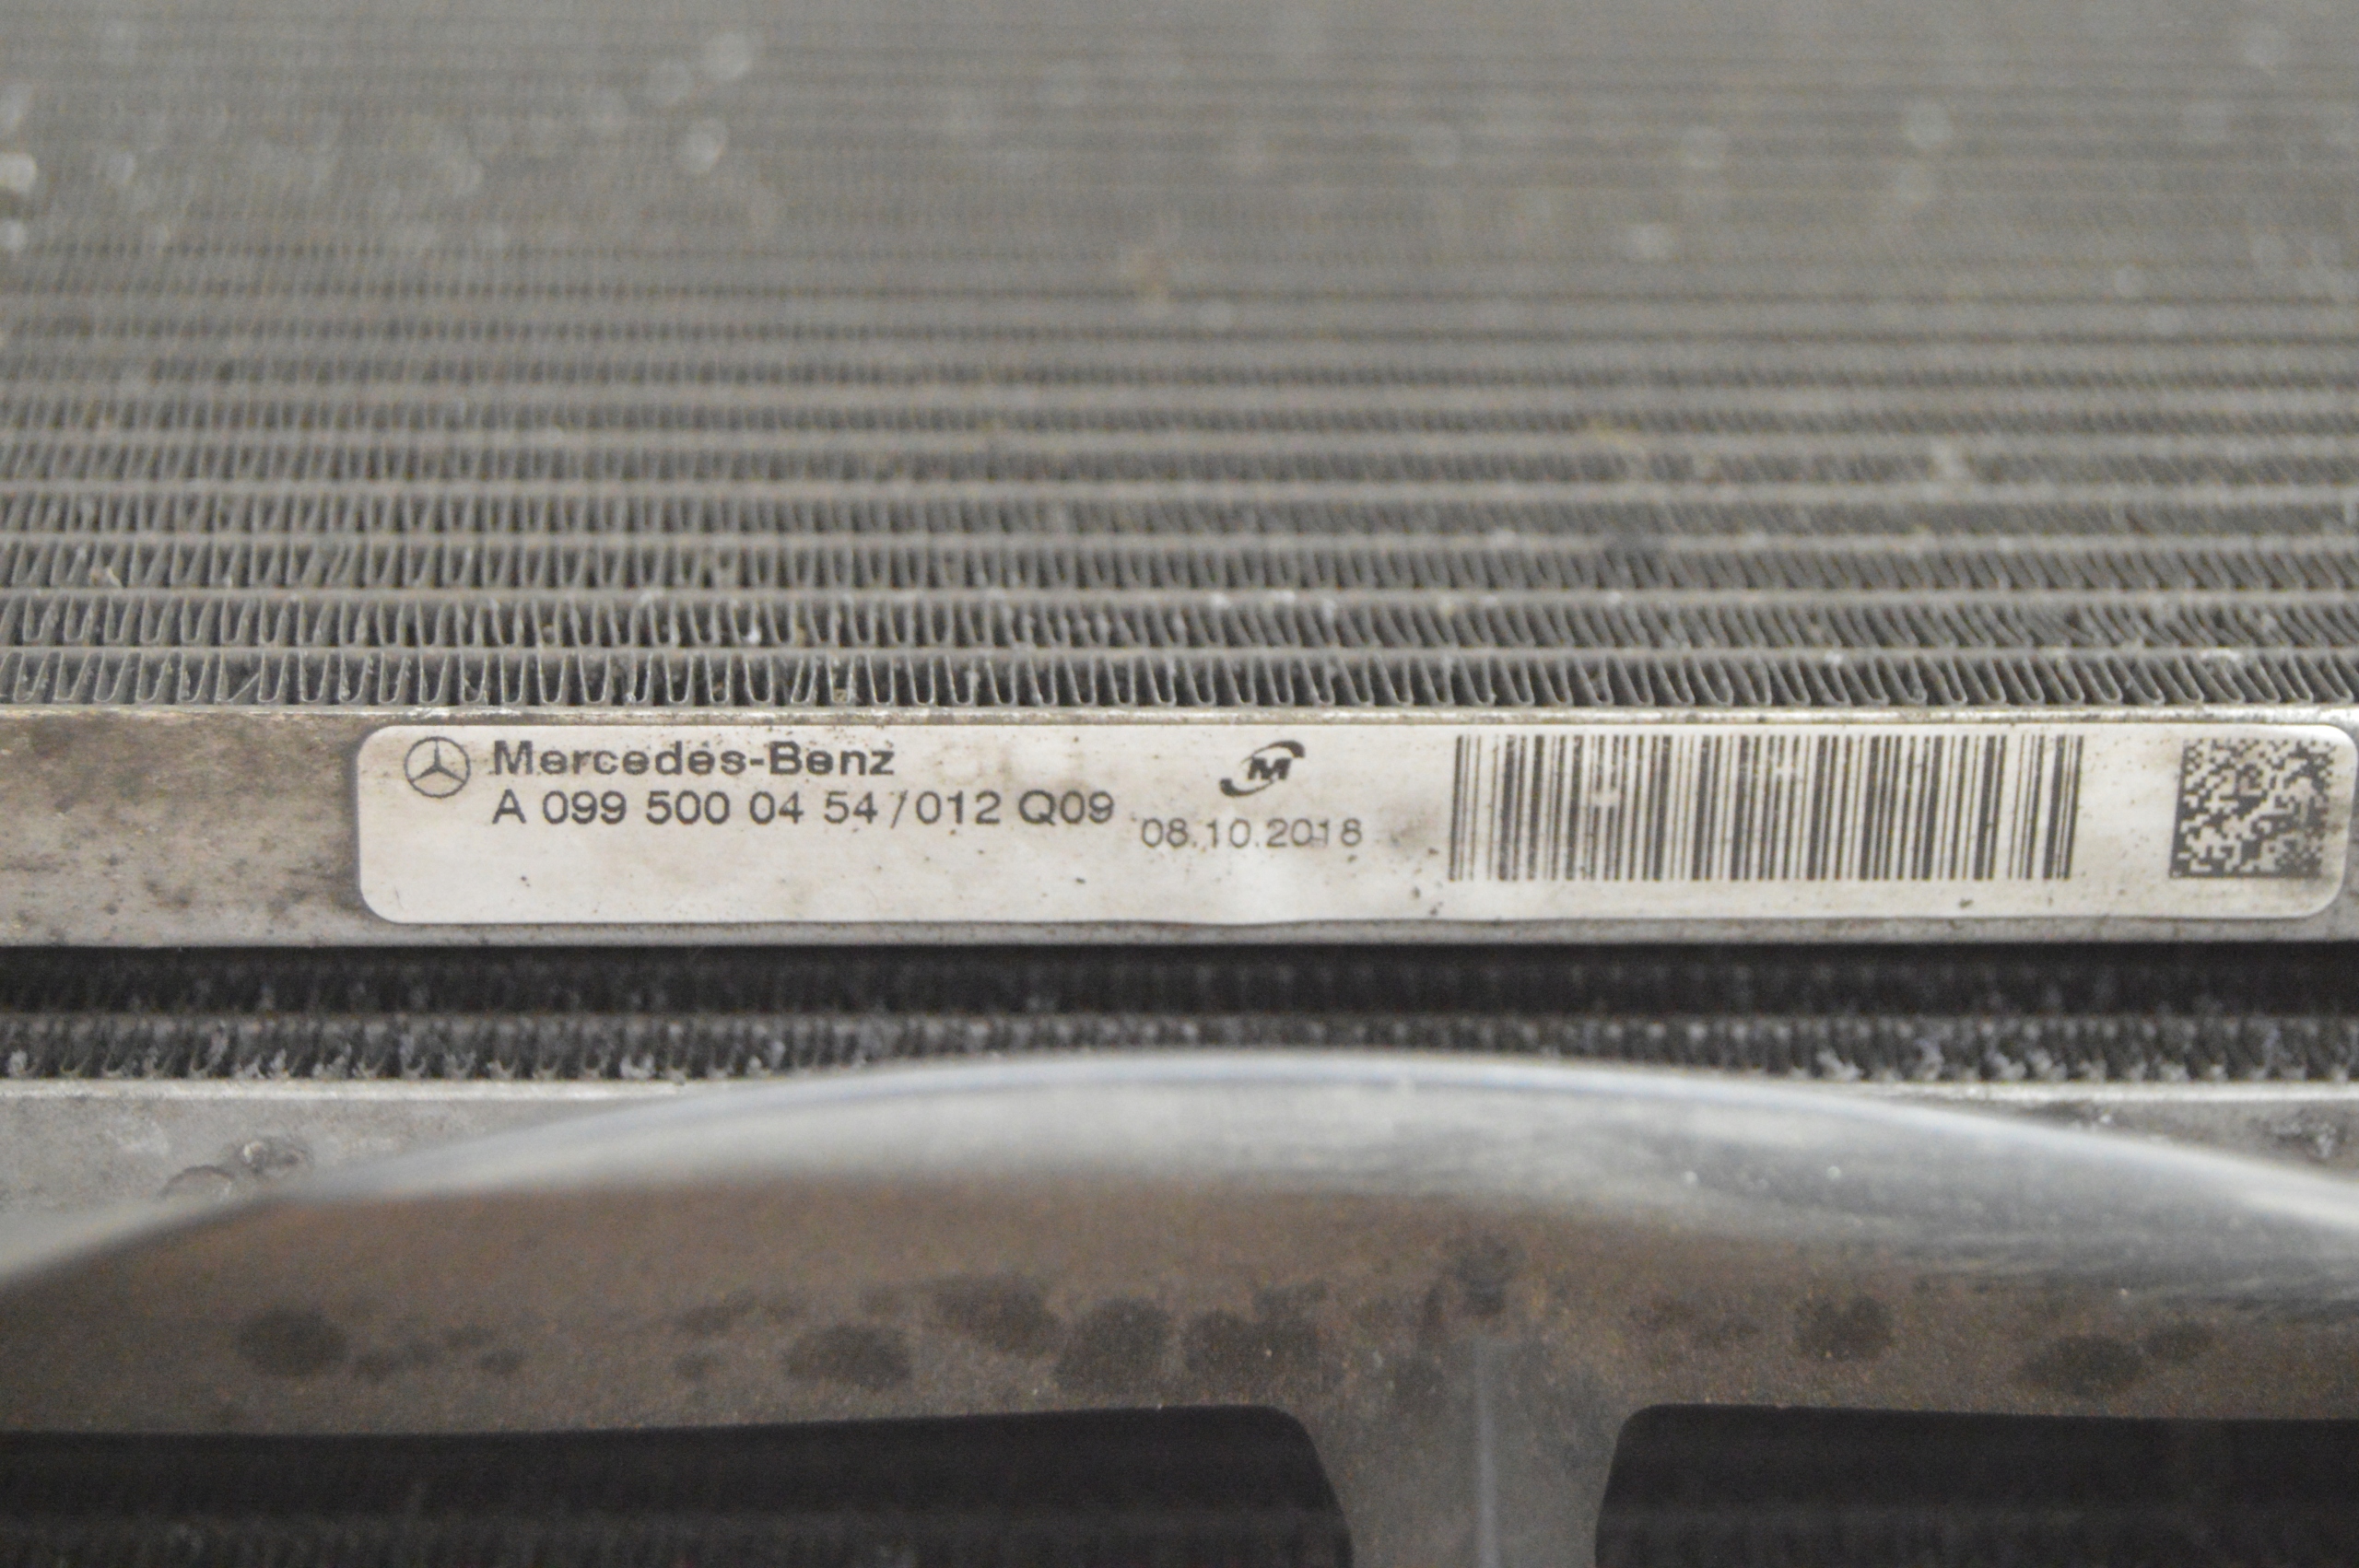 Mercedes-Benz
A 099 500 04 54 / 012 Q09
M
08.10.2018